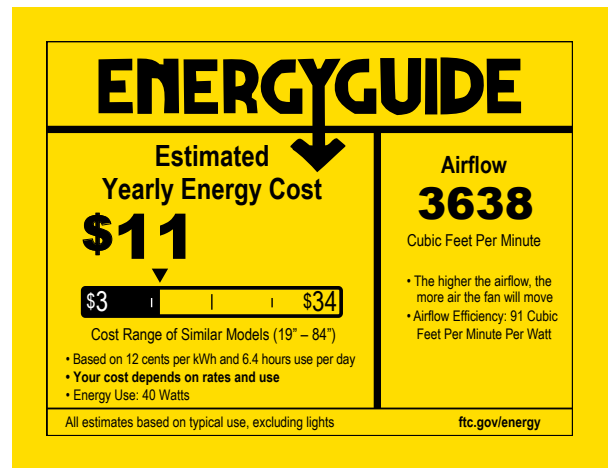 ENERGYGUIDE
Estimated
Yearly Energy Cost
$11
$3 $34
Cost Range of Similar Models (19” – 84”)
• Based on 12 cents per kWh and 6.4 hours use per day
• Your cost depends on rates and use
• Energy Use: 40 Watts
Airflow
3638
Cubic Feet Per Minute
• The higher the airflow, the
more air the fan will move
• Airflow Efficiency: 91 Cubic
Feet Per Minute Per Watt
All estimates based on typical use, excluding lights
ftc.gov/energy